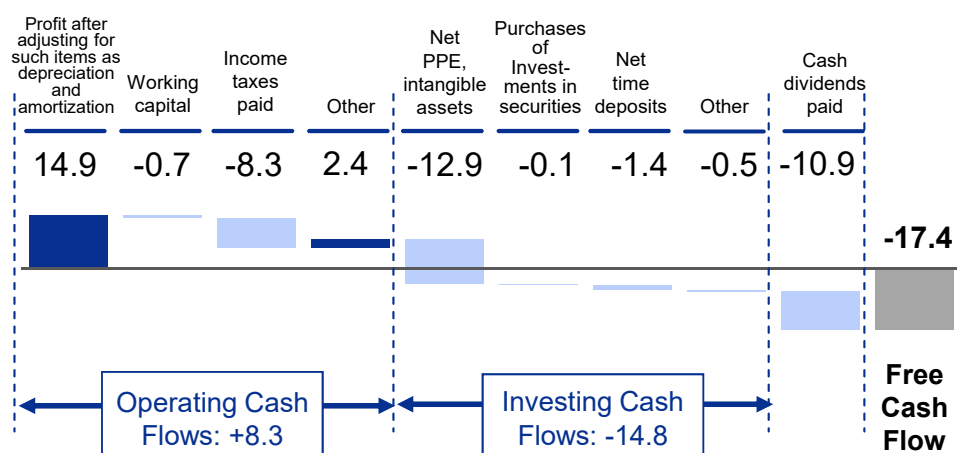 Profit after
adjusting for
such items as
depreciation
and
amortization
Working
capital
Income
taxes
paid
Other
Net
PPE,
intangible
assets
Purchases
of
Invest-
ments in
securities
Net
time
deposits
Other
Cash
dividends
paid
14.9 -0.7 -8.3 2.4 -12.9 -0.1 -1.4 -0.5 -10.9
-17.4
Operating Cash
Flows: +8.3
Investing Cash
Flows: -14.8
Free
Cash
Flow